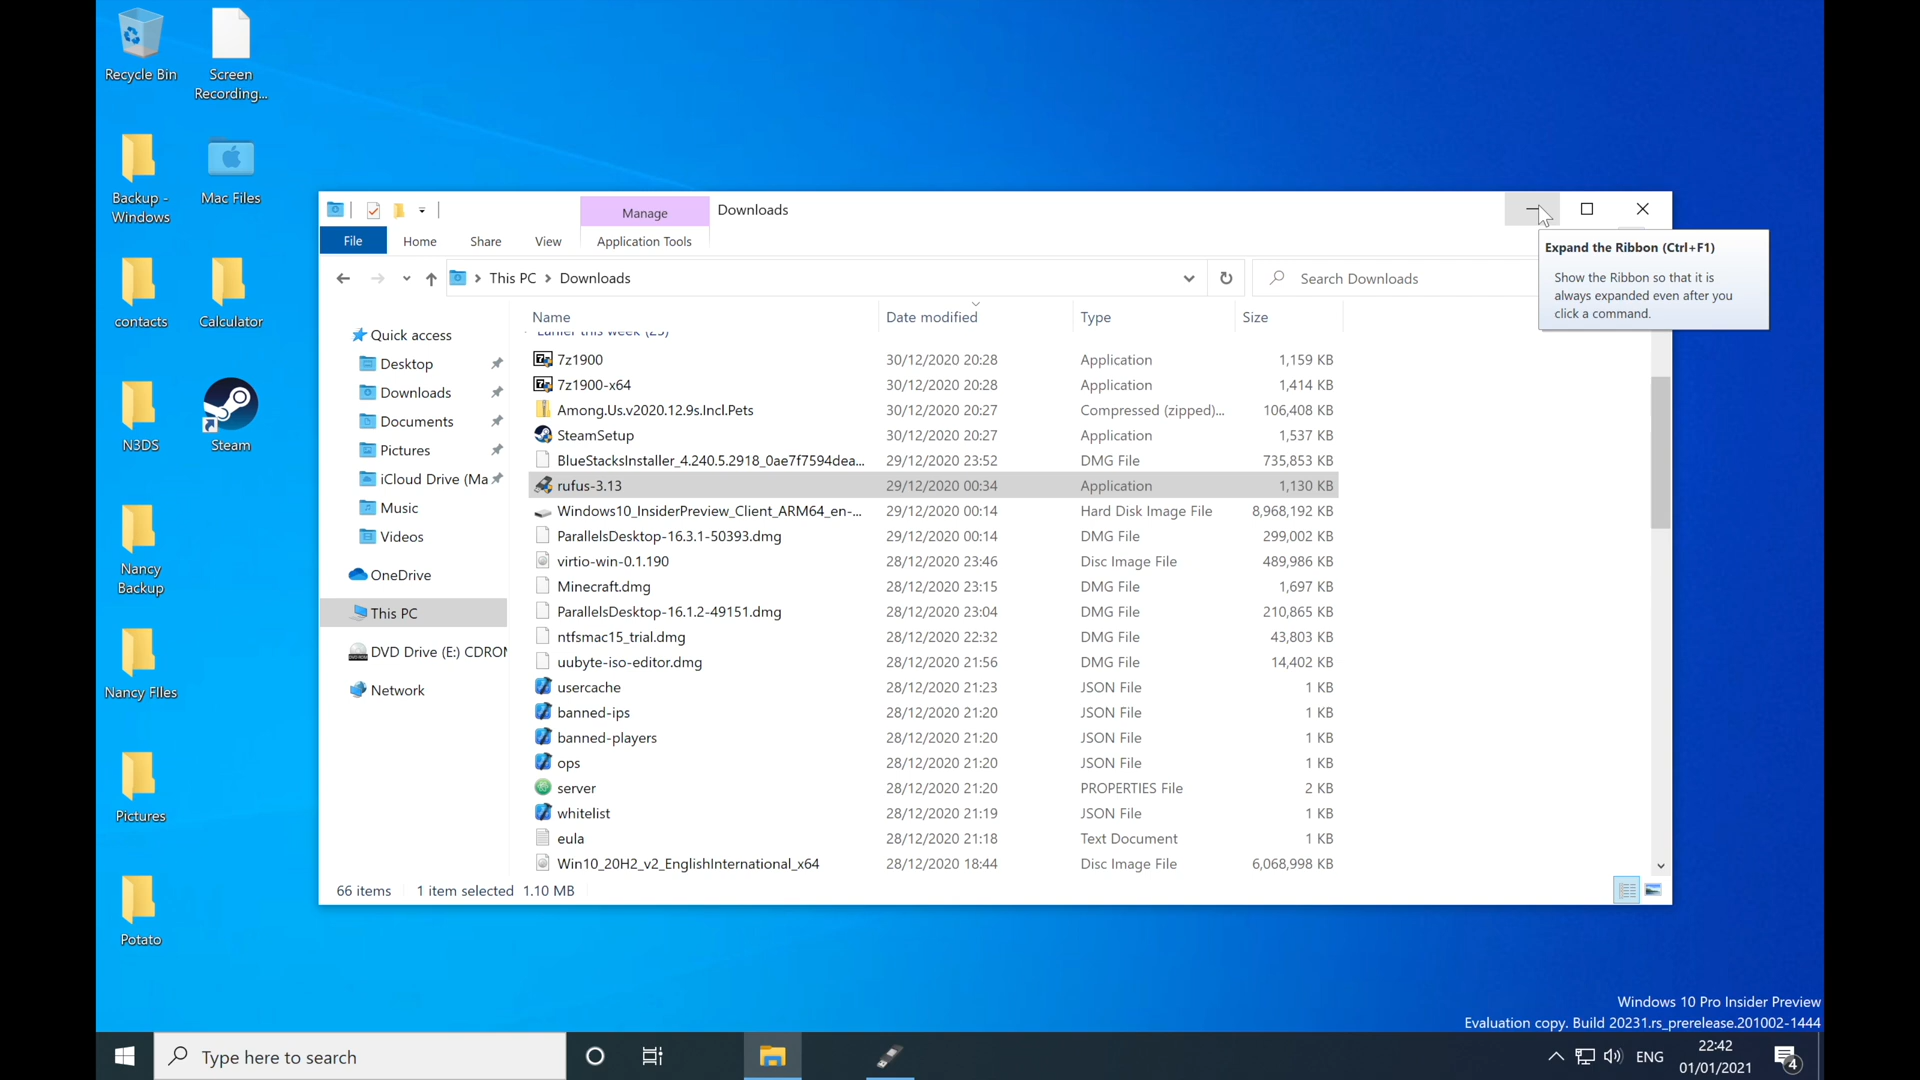 Recycle Bin
Screen
Recording...
Backup -
Windows
Mac Files
contacts
Calculator
N3DS
Steam
Nancy
Backup
Nancy FIles
Pictures
Potato
Manage
Downloads
File
Home
Share
View
Application Tools
This PC
Downloads
Search Downloads
Expand the Ribbon (Ctrl+F1)
Show the Ribbon so that it is
always expanded even after you
click a command.
Quick access
Desktop
Downloads
Documents
Pictures
iCloud Drive (Ma
Music
Videos
OneDrive
This PC
DVD Drive (E:) CDROM
Network
Name Date modified Type Size
Earlier this week (25)
7z1900 30/12/2020 20:28 Application 1,159 KB
7z1900-x64 30/12/2020 20:28 Application 1,414 KB
Among.Us.v2020.12.9s.Incl.Pets 30/12/2020 20:27 Compressed (zipped)... 106,408 KB
SteamSetup 30/12/2020 20:27 Application 1,537 KB
BlueStacksInstaller_4.240.5.2918_0ae7f7594dea... 29/12/2020 23:52 DMG File 735,853 KB
rufus-3.13 29/12/2020 00:34 Application 1,130 KB
Windows10_InsiderPreview_Client_ARM64_en-... 29/12/2020 00:14 Hard Disk Image File 8,968,192 KB
ParallelsDesktop-16.3.1-50393.dmg 29/12/2020 00:14 DMG File 299,002 KB
virtio-win-0.1.190 28/12/2020 23:46 Disc Image File 489,986 KB
Minecraft.dmg 28/12/2020 23:15 DMG File 1,697 KB
ParallelsDesktop-16.1.2-49151.dmg 28/12/2020 23:04 DMG File 210,865 KB
ntfsmac15_trial.dmg 28/12/2020 22:32 DMG File 43,803 KB
uubyte-iso-editor.dmg 28/12/2020 21:56 DMG File 14,402 KB
usercache 28/12/2020 21:23 JSON File 1 KB
banned-ips 28/12/2020 21:20 JSON File 1 KB
banned-players 28/12/2020 21:20 JSON File 1 KB
ops 28/12/2020 21:20 JSON File 1 KB
server 28/12/2020 21:20 PROPERTIES File 2 KB
whitelist 28/12/2020 21:19 JSON File 1 KB
eula 28/12/2020 21:18 Text Document 1 KB
Win10_20H2_v2_EnglishInternational_x64 28/12/2020 18:44 Disc Image File 6,068,998 KB
66 items 1 item selected 1.10 MB
Windows 10 Pro Insider Preview
Evaluation copy. Build 20231.rs_prerelease.201002-1444
Type here to search
ENG
22:42
01/01/2021
4